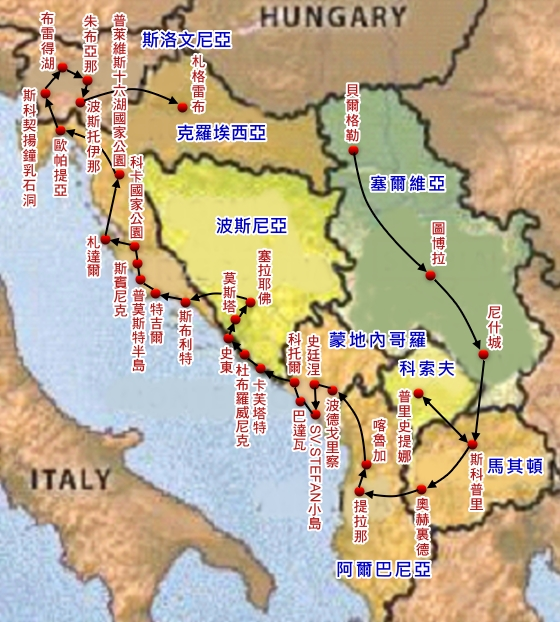 HUNGARY
斯洛文尼亞
布雷得湖
朱布亞那
普萊維斯十六湖國家公園
札格雷布
斯科契揚鐘乳石洞
波斯托伊那
歐帕提亞
克羅埃西亞
貝爾格勒
塞爾維亞
科卡國家公園
波斯尼亞
札達爾
斯賓尼克
普莫斯特半島
特吉爾
斯布利特
莫斯塔
塞拉耶佛
圖博拉
尼什城
史東
杜布羅威尼克
卡芙塔特
科托爾
史廷涅
蒙地內哥羅
科索夫
巴達瓦
SV.STEFAN小島
波德戈里察
喀魯加
普里史提娜
斯科普里
馬其頓
提拉那
奧赫裏德
阿爾巴尼亞
ITALY